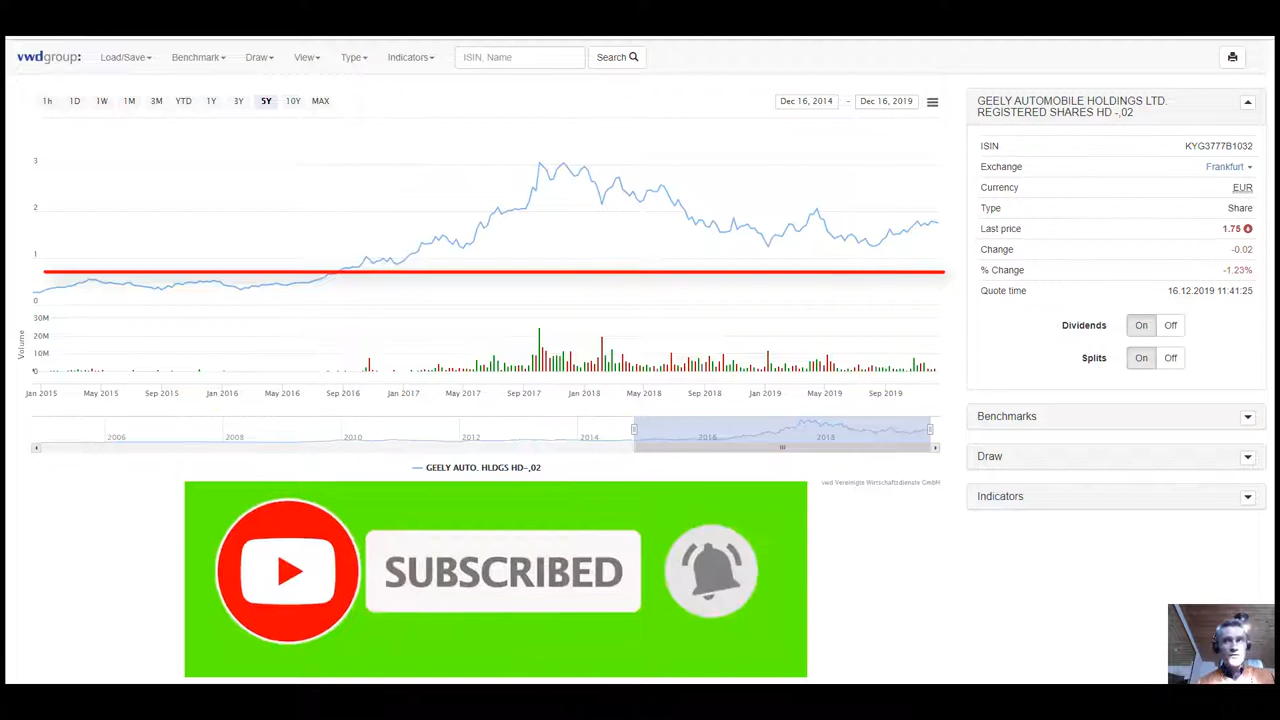 vwdgroup: Load/Save Benchmark Draw View Type Indicators ISIN, Name Search
1h 1D 1W 1M 3M YTD 1Y 3Y 5Y 10Y MAX Dec 16, 2014 – Dec 16, 2019
3
2
1
0
30M
20M
10M
0
Volume
Jan 2015 May 2015 Sep 2015 Jan 2016 May 2016 Sep 2016 Jan 2017 May 2017 Sep 2017 Jan 2018 May 2018 Sep 2018 Jan 2019 May 2019 Sep 2019
2006 2008 2010 2012 2014 2016 2018
GEELY AUTO. HLDGS HD-,02
vwd Vereinigte Wirtschaftsdienste GmbH
GEELY AUTOMOBILE HOLDINGS LTD.
REGISTERED SHARES HD -,02
ISIN KYG3777B1032
Exchange Frankfurt
Currency EUR
Type Share
Last price 1.75
Change -0.02
% Change -1.23%
Quote time 16.12.2019 11:41:25
Dividends On Off
Splits On Off
Benchmarks
Draw
Indicators
SUBSCRIBED